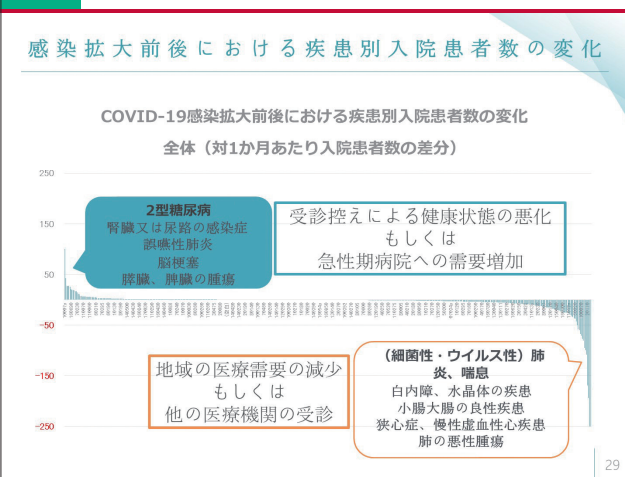 感染拡大前後における疾患別入院患者数の変化
COVID-19感染拡大前後における疾患別入院患者数の変化
全体（対1か月あたり入院患者数の差分）
250
150
50
-50
-150
-250
2型糖尿病
腎臓又は尿路の感染症
誤嚥性肺炎
脳梗塞
膵臓、脾臓の腫瘍
受診控えによる健康状態の悪化
もしくは
急性期病院への需要増加
地域の医療需要の減少
もしくは
他の医療機関の受診
（細菌性・ウイルス性）肺
炎、喘息
白内障、水晶体の疾患
小腸大腸の良性疾患
狭心症、慢性虚血性心疾患
肺の悪性腫瘍
29